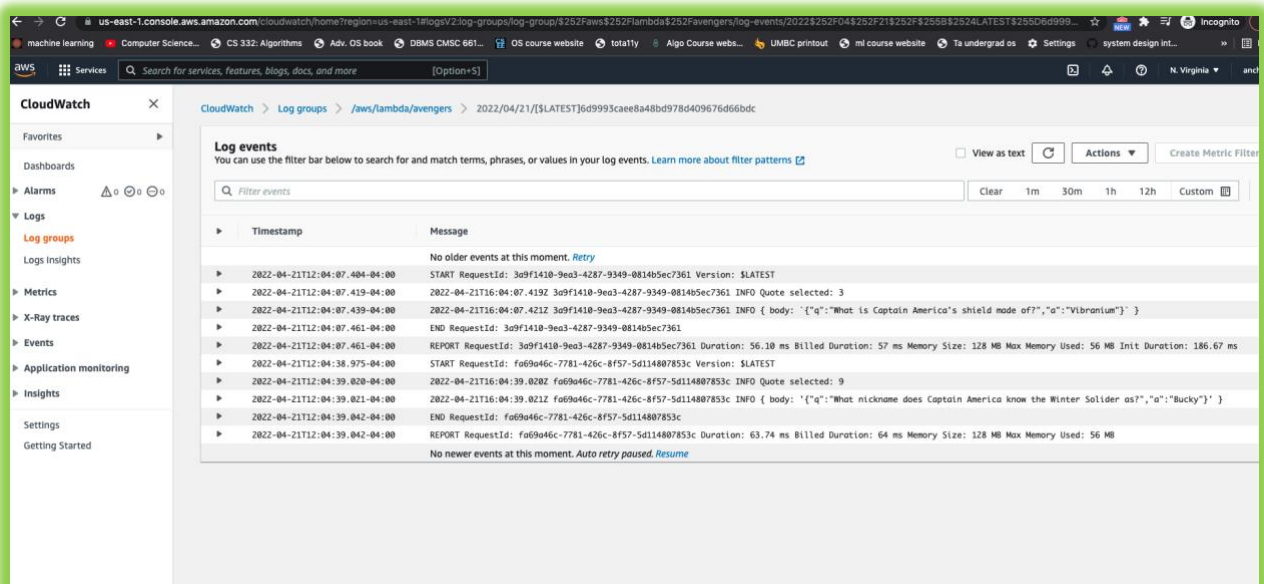 us-east-1.console.aws.amazon.com/cloudwatch/home?region=us-east-1#logsV2:log-groups/log-group/$252Faws$252Flambda$252Favengers/log-events/2022$252F04$252F21$252F$255B$2524LATEST$255D6d999...
NEW
Incognito
machine learning Computer Science... CS 332: Algorithms Adv. OS book DBMS CMSC 661... OS course website tota11y Algo Course webs... UMBC printout ml course website Ta undergrad os Settings system design int... »
aws Services Search for services, features, blogs, docs, and more [Option+S] N. Virginia ▼
CloudWatch ×
CloudWatch > Log groups > /aws/lambda/avengers > 2022/04/21/[$LATEST]6d9993caee8a48bd978d409676d66bdc
Favorites
Dashboards
Alarms 0 0 0
Logs
Log groups
Logs Insights
Metrics
X-Ray traces
Events
Application monitoring
Insights
Settings
Getting Started
Log events
You can use the filter bar below to search for and match terms, phrases, or values in your log events. Learn more about filter patterns
View as text Actions ▼ Create Metric Filter
Filter events Clear 1m 30m 1h 12h Custom
Timestamp Message
No older events at this moment. Retry
2022-04-21T12:04:07.404-04:00 START RequestId: 3a9f1410-9ea3-4287-9349-0814b5ec7361 Version: $LATEST
2022-04-21T12:04:07.419-04:00 2022-04-21T16:04:07.419Z 3a9f1410-9ea3-4287-9349-0814b5ec7361 INFO Quote selected: 3
2022-04-21T12:04:07.439-04:00 2022-04-21T16:04:07.421Z 3a9f1410-9ea3-4287-9349-0814b5ec7361 INFO { body: `{"q":"What is Captain America's shield made of?","a":"Vibranium"}` }
2022-04-21T12:04:07.461-04:00 END RequestId: 3a9f1410-9ea3-4287-9349-0814b5ec7361
2022-04-21T12:04:07.461-04:00 REPORT RequestId: 3a9f1410-9ea3-4287-9349-0814b5ec7361 Duration: 56.10 ms Billed Duration: 57 ms Memory Size: 128 MB Max Memory Used: 56 MB Init Duration: 186.67 ms
2022-04-21T12:04:38.975-04:00 START RequestId: fa69a46c-7781-426c-8f57-5d114807853c Version: $LATEST
2022-04-21T12:04:39.020-04:00 2022-04-21T16:04:39.020Z fa69a46c-7781-426c-8f57-5d114807853c INFO Quote selected: 9
2022-04-21T12:04:39.021-04:00 2022-04-21T16:04:39.021Z fa69a46c-7781-426c-8f57-5d114807853c INFO { body: '{"q":"What nickname does Captain America know the Winter Solider as?","a":"Bucky"}' }
2022-04-21T12:04:39.042-04:00 END RequestId: fa69a46c-7781-426c-8f57-5d114807853c
2022-04-21T12:04:39.042-04:00 REPORT RequestId: fa69a46c-7781-426c-8f57-5d114807853c Duration: 63.74 ms Billed Duration: 64 ms Memory Size: 128 MB Max Memory Used: 56 MB
No newer events at this moment. Auto retry paused. Resume